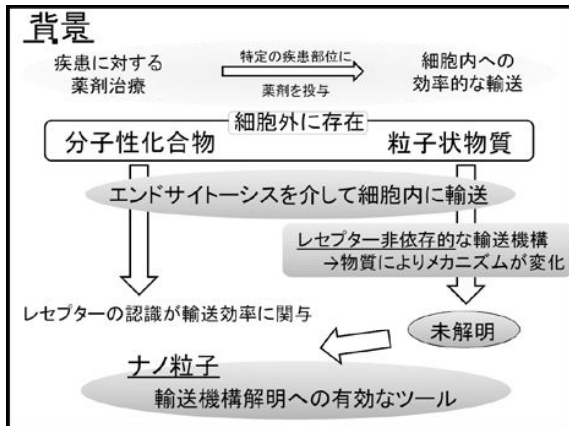 背景
疾患に対する
薬剤治療
特定の疾患部位に
薬剤を投与
細胞内への
効率的な輸送
細胞外に存在
分子性化合物
粒子状物質
エンドサイトーシスを介して細胞内に輸送
レセプター非依存的な輸送機構
→物質によりメカニズムが変化
レセプターの認識が輸送効率に関与
未解明
ナノ粒子
輸送機構解明への有効なツール